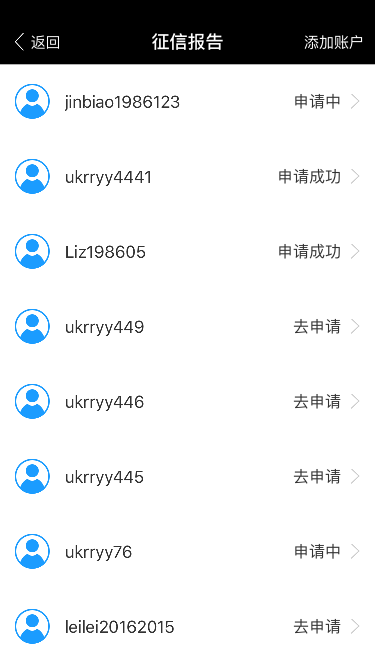 返回 征信报告 添加账户
jinbiao1986123 申请中
ukrryy4441 申请成功
Liz198605 申请成功
ukrryy449 去申请
ukrryy446 去申请
ukrryy445 去申请
ukrryy76 申请中
leilei20162015 去申请